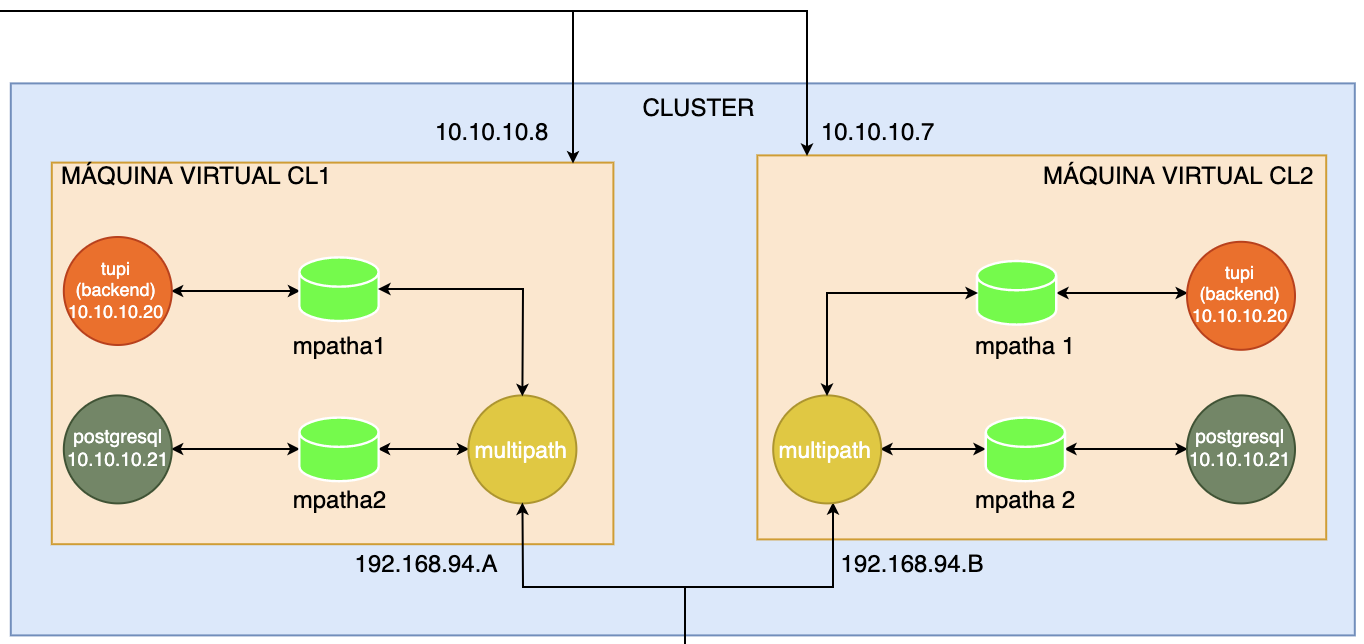 CLUSTER
10.10.10.8
10.10.10.7
MÁQUINA VIRTUAL CL1
tupi
(backend)
10.10.10.20
mpatha1
postgresql
10.10.10.21
mpatha2
multipath
192.168.94.A
MÁQUINA VIRTUAL CL2
mpatha 1
tupi
(backend)
10.10.10.20
multipath
mpatha 2
postgresql
10.10.10.21
192.168.94.B